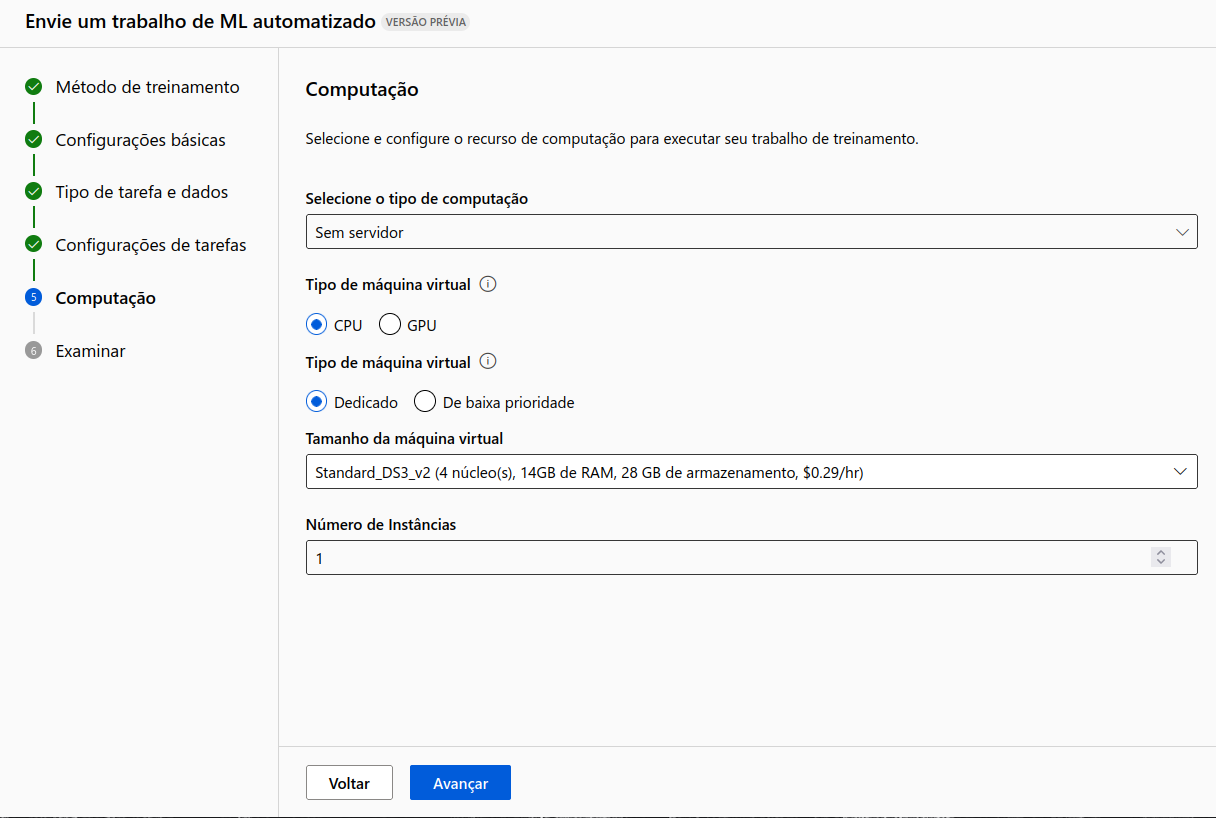 Envie um trabalho de ML automatizado VERSÃO PRÉVIA
Método de treinamento
Configurações básicas
Tipo de tarefa e dados
Configurações de tarefas
5 Computação
6 Examinar
Computação
Selecione e configure o recurso de computação para executar seu trabalho de treinamento.
Selecione o tipo de computação
Sem servidor
Tipo de máquina virtual
CPU GPU
Tipo de máquina virtual
Dedicado De baixa prioridade
Tamanho da máquina virtual
Standard_DS3_v2 (4 núcleo(s), 14GB de RAM, 28 GB de armazenamento, $0.29/hr)
Número de Instâncias
1
Voltar Avançar